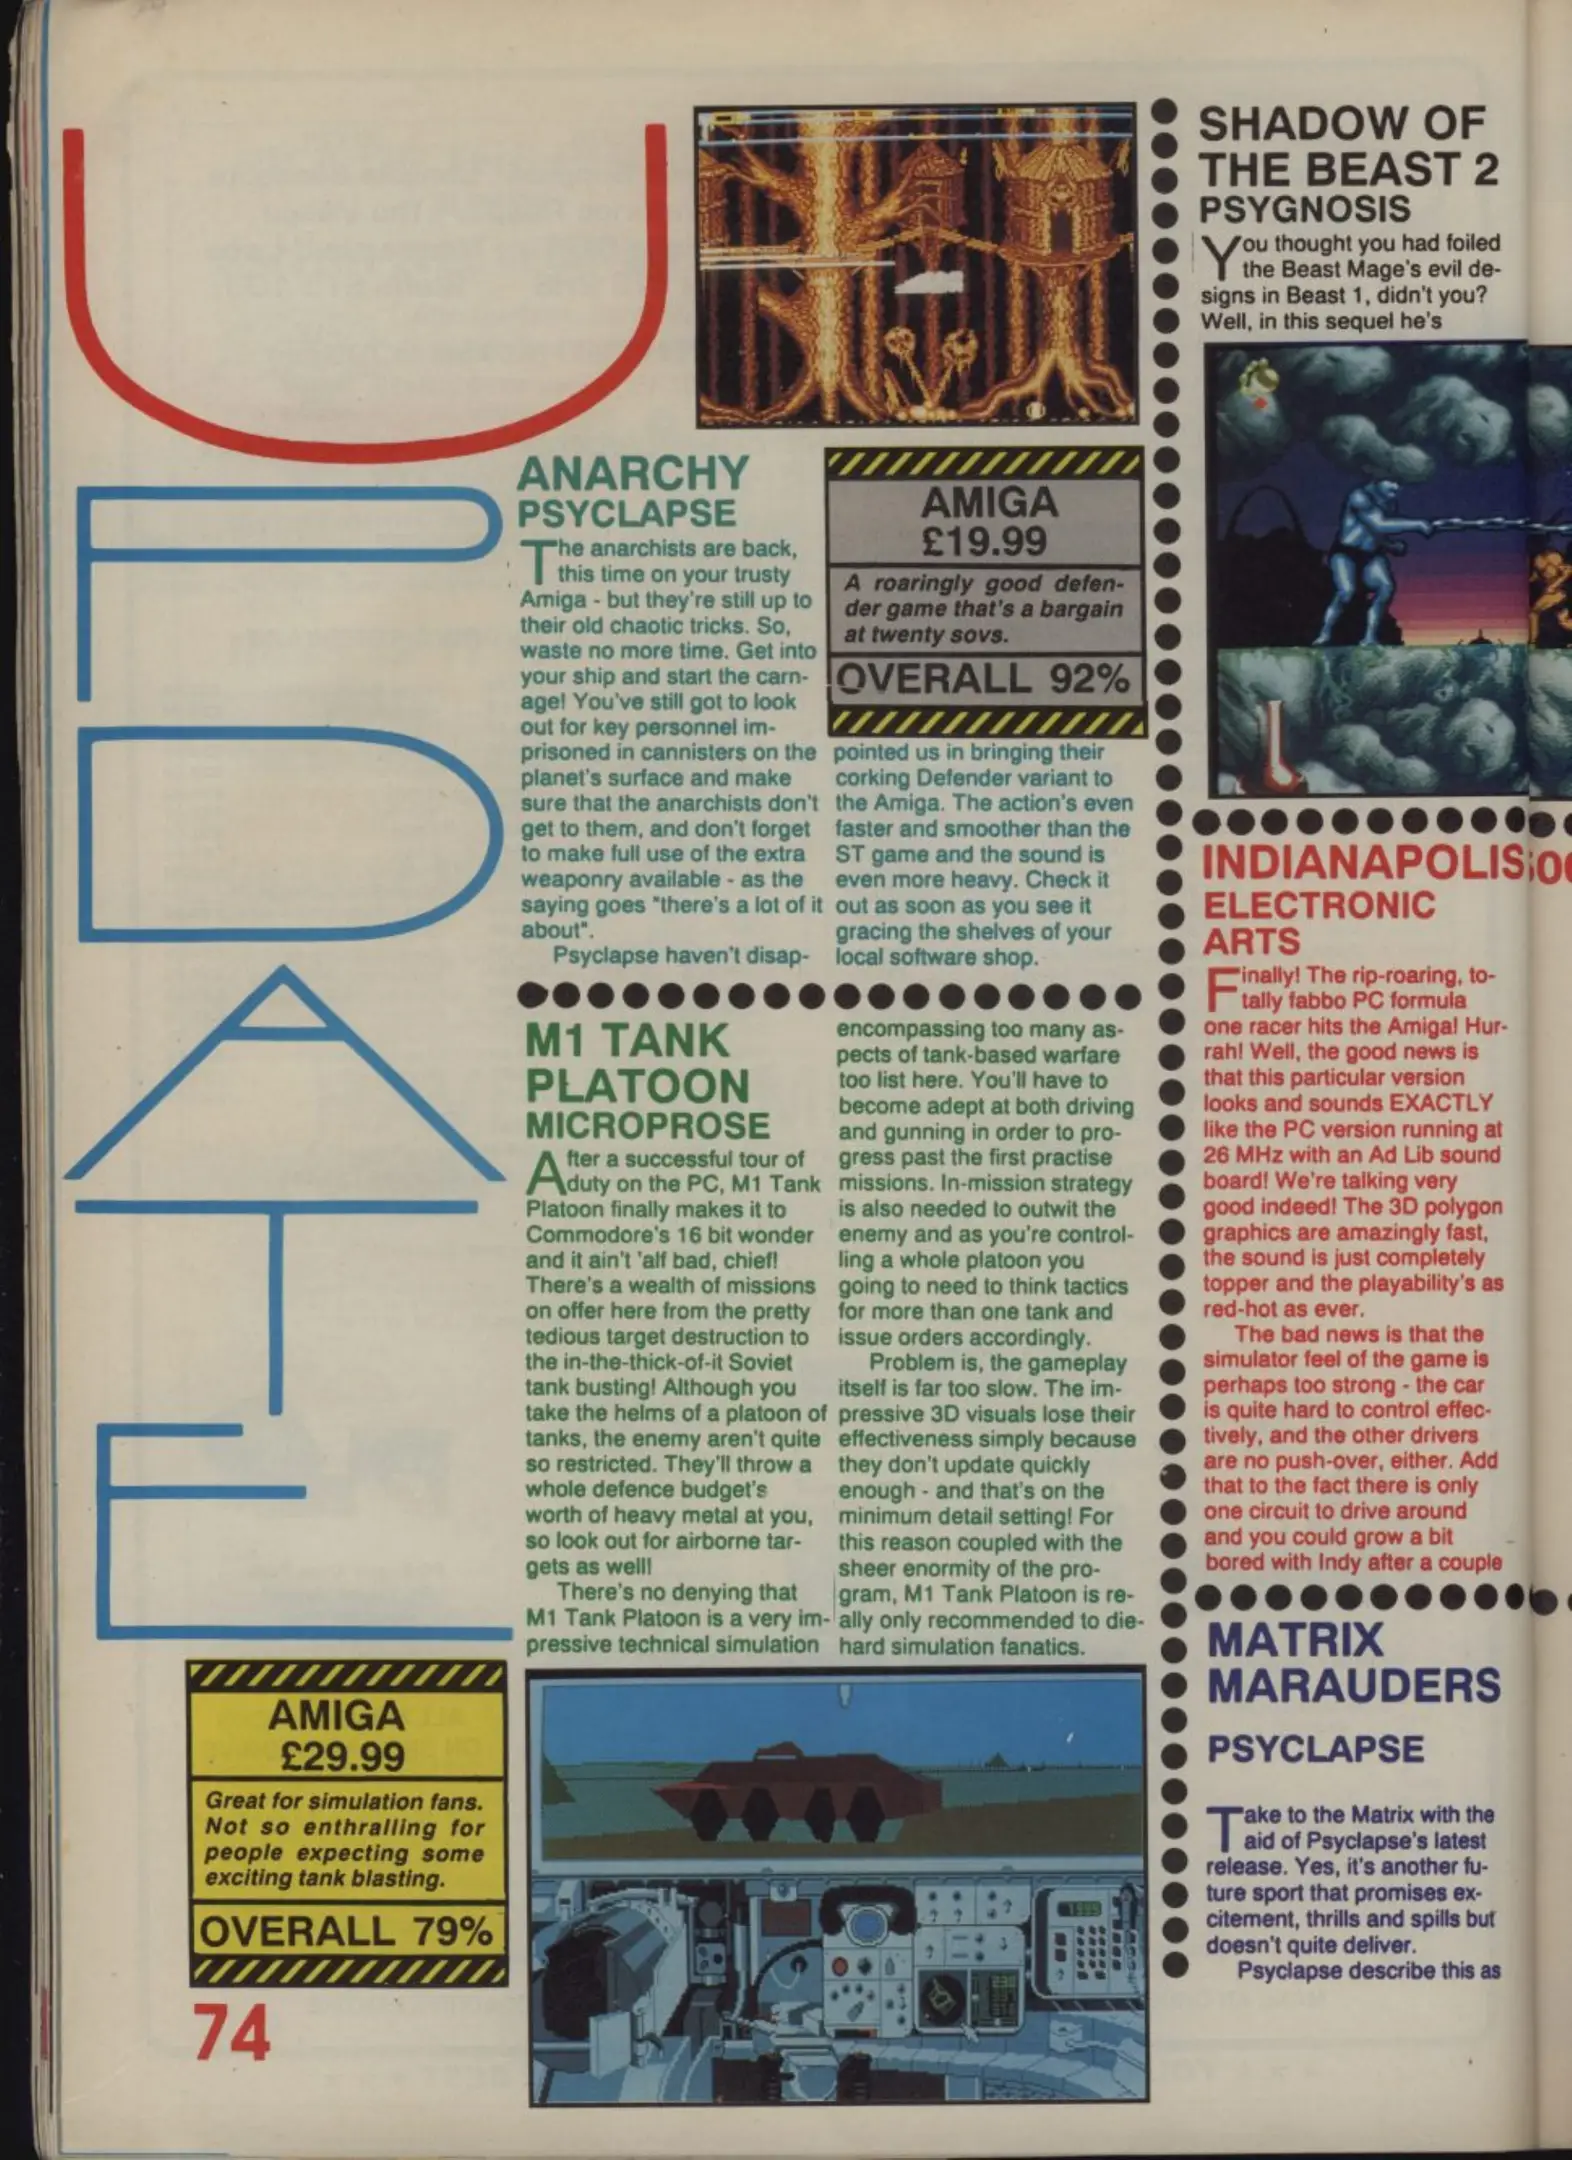 UPDATE
ANARCHY
PSYCLAPSE
The anarchists are back,
this time on your trusty
Amiga - but they're still up to
their old chaotic tricks. So,
waste no more time. Get into
your ship and start the carn-
age! You've still got to look
out for key personnel im-
prisoned in cannisters on the
planet's surface and make
sure that the anarchists don't
get to them, and don't forget
to make full use of the extra
weaponry available - as the
saying goes "there's a lot of it
about".
Psyclapse haven't disap-
AMIGA
£19.99
A roaringly good defen-
der game that's a bargain
at twenty sovs.
OVERALL 92%
pointed us in bringing their
corking Defender variant to
the Amiga. The action's even
faster and smoother than the
ST game and the sound is
even more heavy. Check it
out as soon as you see it
gracing the shelves of your
local software shop.
M1 TANK
PLATOON
MICROPROSE
After a successful tour of
duty on the PC, M1 Tank
Platoon finally makes it to
Commodore's 16 bit wonder
and it ain't 'alf bad, chief!
There's a wealth of missions
on offer here from the pretty
tedious target destruction to
the in-the-thick-of-it Soviet
tank busting! Although you
take the helms of a platoon of
tanks, the enemy aren't quite
so restricted. They'll throw a
whole defence budget's
worth of heavy metal at you,
so look out for airborne tar-
gets as well!
There's no denying that
M1 Tank Platoon is a very im-
pressive technical simulation
encompassing too many as-
pects of tank-based warfare
too list here. You'll have to
become adept at both driving
and gunning in order to pro-
gress past the first practise
missions. In-mission strategy
is also needed to outwit the
enemy and as you're control-
ling a whole platoon you
going to need to think tactics
for more than one tank and
issue orders accordingly.
Problem is, the gameplay
itself is far too slow. The im-
pressive 3D visuals lose their
effectiveness simply because
they don't update quickly
enough - and that's on the
minimum detail setting! For
this reason coupled with the
sheer enormity of the pro-
gram, M1 Tank Platoon is re-
ally only recommended to die-
hard simulation fanatics.
AMIGA
£29.99
Great for simulation fans.
Not so enthralling for
people expecting some
exciting tank blasting.
OVERALL 79%
74
SHADOW OF
THE BEAST 2
PSYGNOSIS
You thought you had foiled
the Beast Mage's evil de-
signs in Beast 1, didn't you?
Well, in this sequel he's
INDIANAPOLIS
ELECTRONIC
ARTS
Finally! The rip-roaring, to-
tally fabbo PC formula
one racer hits the Amiga! Hur-
rah! Well, the good news is
that this particular version
looks and sounds EXACTLY
like the PC version running at
26 MHz with an Ad Lib sound
board! We're talking very
good indeed! The 3D polygon
graphics are amazingly fast,
the sound is just completely
topper and the playability's as
red-hot as ever.
The bad news is that the
simulator feel of the game is
perhaps too strong - the car
is quite hard to control effec-
tively, and the other drivers
are no push-over, either. Add
that to the fact there is only
one circuit to drive around
and you could grow a bit
bored with Indy after a couple
MATRIX
MARAUDERS
PSYCLAPSE
Take to the Matrix with the
aid of Psyclapse's latest
release. Yes, it's another fu-
ture sport that promises ex-
citement, thrills and spills but
doesn't quite deliver.
Psyclapse describe this as